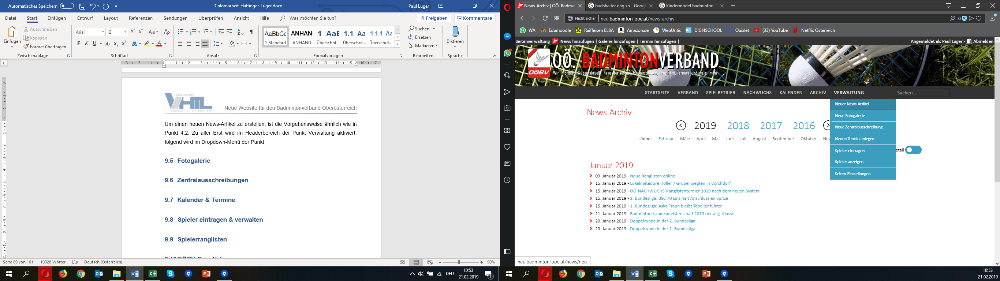 Automatisches Speichern
Diplomarbeit-Hattinger-Luger.docx
Paul Luger
Datei Start Einfügen Entwurf Layout Referenzen Sendungen Überprüfen Ansicht Hilfe Was möchten Sie tun? Freigeben Kommentare
Einfügen
Ausschneiden
Kopieren
Format übertragen
Zwischenablage
Arial 12
F K U ab x₂ x²
Schriftart
Absatz
AaBbCc ANHAN 1 AaE 1.1 Aa 1.1.1 Aa
¶ Standard ANHANG Überschrif... Überschrif... Überschrif...
Formatvorlagen
Suchen
Ersetzen
Markieren
Bearbeiten
Diktieren
Sprache
VÖCKLABRUCK
HTL
education on a higher level
Neue Website für den Badmintonverband Oberösterreich
Um einen neuen News-Artikel zu erstellen, ist die Vorgehensweise ähnlich wie in
Punkt 4.2. Zu aller Erst wird im Headerbereich der Punkt Verwaltung aktiviert,
folgend wird im Dropdown-Menü der Punkt
9.5 Fotogalerie
9.6 Zentralausschreibungen
9.7 Kalender & Termine
9.8 Spieler eintragen & verwalten
9.9 Spielerranglisten
Seite 89 von 101 10028 Wörter Deutsch (Österreich) 90%
DEU 10:53
21.02.2019
News-Archiv | OÖ. Badmin buchhalter englsh - Goog Kindermodel badminton -
Nicht sicher neu.badminton-ooe.at/news-archiv 0
WA Edumoodle Raiffeisen ELBA Amazon.de WebUntis DIGI4SCHOOL Quizlet (33) YouTube Netflix Österreich
Seitenverwaltung News hinzufügen | Galerie hinzufügen | Termin hinzufügen | Angemeldet als Paul Luger - Abmelden
OÖBV
OÖ. BADMINTONVERBAND
Wir informieren über aktuelle News der Vereine, Meisterschaften, Ranglisten, Termine und vieles mehr
STARTSEITE VERBAND SPIELBETRIEB NACHWUCHS KALENDER ARCHIV VERWALTUNG Suchen...
Neuer News-Artikel
Neue Fotogalerie
Neue Zentralausschreibung
Neuen Termin anlegen
Spieler eintragen
Spieler anzeigen
Seiten-Einstellungen
News-Archiv
2019 2018 2017 2016
Jänner Februar März April Mai Juni Juli August September Oktober Nov
etail
Januar 2019
03. Januar 2019 - Neue Ranglisten online
15. Januar 2019 - Lokalmatadore Höller / Gruber siegten in Vorchdorf
15. Januar 2019 - OÖ-NACHWUCHS-Ranglistenturnier 2019 nach dem neuen System
15. Januar 2019 - 2. Bundesliga: BSC 70 Linz hält Anschluss an Spitze
15. Januar 2019 - 1. Bundesliga: Askö Traun bleibt Tabellenführer
21. Januar 2019 - Badminton-Landesmeisterschaft 2019 der allg. Klasse
29. Januar 2019 - Doppelrunde in der 2. Bundesliga
29. Januar 2019 - Doppelrunde in der 1. Bundesliga
neu.badminton-ooe.at/news/neu
10:53
21.02.2019